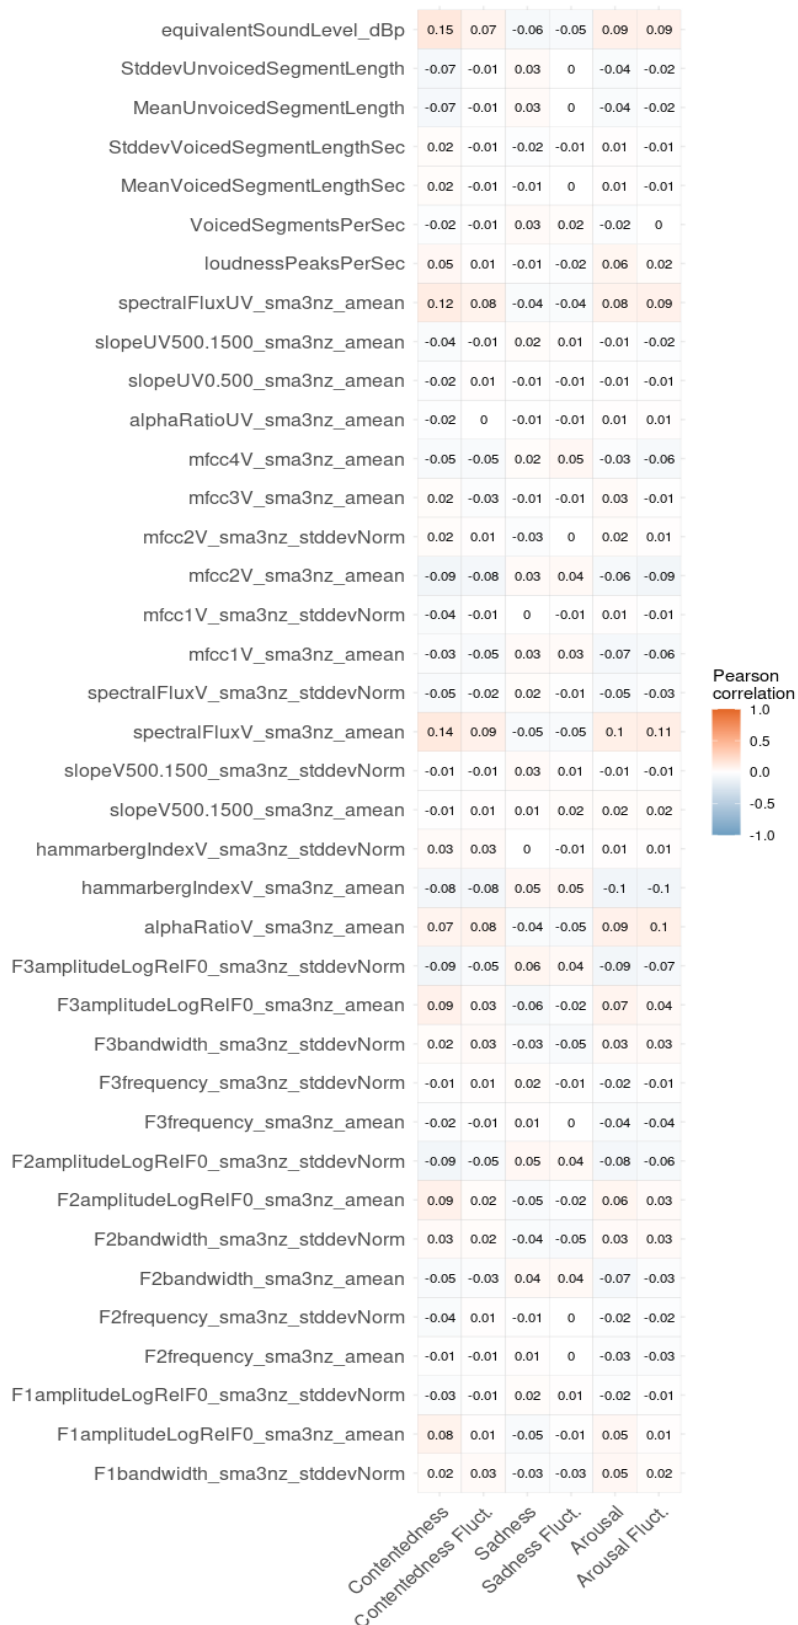 equivalentSoundLevel_dBp 0.15 0.07 -0.06 -0.05 0.09 0.09
StddevUnvoicedSegmentLength -0.07 -0.01 0.03 0 -0.04 -0.02
MeanUnvoicedSegmentLength -0.07 -0.01 0.03 0 -0.04 -0.02
StddevVoicedSegmentLengthSec 0.02 -0.01 -0.02 -0.01 0.01 -0.01
MeanVoicedSegmentLengthSec 0.02 -0.01 -0.01 0 0.01 -0.01
VoicedSegmentsPerSec -0.02 -0.01 0.03 0.02 -0.02 0
loudnessPeaksPerSec 0.05 0.01 -0.01 -0.02 0.06 0.02
spectralFluxUV_sma3nz_amean 0.12 0.08 -0.04 -0.04 0.08 0.09
slopeUV500.1500_sma3nz_amean -0.04 -0.01 0.02 0.01 -0.01 -0.02
slopeUV0.500_sma3nz_amean -0.02 0.01 -0.01 -0.01 -0.01 -0.01
alphaRatioUV_sma3nz_amean -0.02 0 -0.01 -0.01 0.01 0.01
mfcc4V_sma3nz_amean -0.05 -0.05 0.02 0.05 -0.03 -0.06
mfcc3V_sma3nz_amean 0.02 -0.03 -0.01 -0.01 0.03 -0.01
mfcc2V_sma3nz_stddevNorm 0.02 0.01 -0.03 0 0.02 0.01
mfcc2V_sma3nz_amean -0.09 -0.08 0.03 0.04 -0.06 -0.09
mfcc1V_sma3nz_stddevNorm -0.04 -0.01 0 -0.01 0.01 -0.01
mfcc1V_sma3nz_amean -0.03 -0.05 0.03 0.03 -0.07 -0.06
spectralFluxV_sma3nz_stddevNorm -0.05 -0.02 0.02 -0.01 -0.05 -0.03
spectralFluxV_sma3nz_amean 0.14 0.09 -0.05 -0.05 0.1 0.11
slopeV500.1500_sma3nz_stddevNorm -0.01 -0.01 0.03 0.01 -0.01 -0.01
slopeV500.1500_sma3nz_amean -0.01 0.01 0.01 0.02 0.02 0.02
hammarbergIndexV_sma3nz_stddevNorm 0.03 0.03 0 -0.01 0.01 0.01
hammarbergIndexV_sma3nz_amean -0.08 -0.08 0.05 0.05 -0.1 -0.1
alphaRatioV_sma3nz_amean 0.07 0.08 -0.04 -0.05 0.09 0.1
F3amplitudeLogRelF0_sma3nz_stddevNorm -0.09 -0.05 0.06 0.04 -0.09 -0.07
F3amplitudeLogRelF0_sma3nz_amean 0.09 0.03 -0.06 -0.02 0.07 0.04
F3bandwidth_sma3nz_stddevNorm 0.02 0.03 -0.03 -0.05 0.03 0.03
F3frequency_sma3nz_stddevNorm -0.01 0.01 0.02 -0.01 -0.02 -0.01
F3frequency_sma3nz_amean -0.02 -0.01 0.01 0 -0.04 -0.04
F2amplitudeLogRelF0_sma3nz_stddevNorm -0.09 -0.05 0.05 0.04 -0.08 -0.06
F2amplitudeLogRelF0_sma3nz_amean 0.09 0.02 -0.05 -0.02 0.06 0.03
F2bandwidth_sma3nz_stddevNorm 0.03 0.02 -0.04 -0.05 0.03 0.03
F2bandwidth_sma3nz_amean -0.05 -0.03 0.04 0.04 -0.07 -0.03
F2frequency_sma3nz_stddevNorm -0.04 0.01 -0.01 0 -0.02 -0.02
F2frequency_sma3nz_amean -0.01 -0.01 0.01 0 -0.03 -0.03
F1amplitudeLogRelF0_sma3nz_stddevNorm -0.03 -0.01 0.02 0.01 -0.02 -0.01
F1amplitudeLogRelF0_sma3nz_amean 0.08 0.01 -0.05 -0.01 0.05 0.01
F1bandwidth_sma3nz_stddevNorm 0.02 0.03 -0.03 -0.03 0.05 0.02
Contentedness
Contentedness Fluct.
Sadness
Sadness Fluct.
Arousal
Arousal Fluct.
Pearson
correlation
1.0
0.5
0.0
-0.5
-1.0